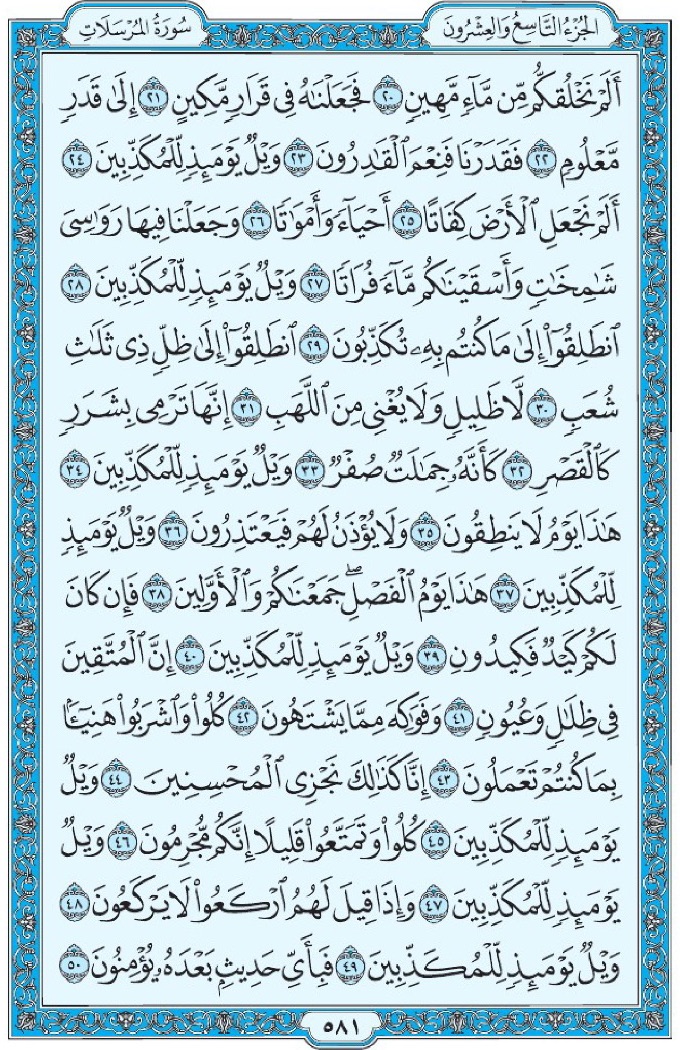 الجُزْءُ التَّاسِعُ وَالعِشْرُونَ
سُورَةُ المُرْسَلَاتِ
أَلَمْ نَخْلُقكُّم مِّن مَّآءٍ مَّهِينٍ ٢٠ فَجَعَلْنَٰهُ فِى قَرَارٍ مَّكِينٍ ٢١ إِلَىٰ قَدَرٍ
مَّعْلُومٍ ٢٢ فَقَدَرْنَا فَنِعْمَ ٱلْقَٰدِرُونَ ٢٣ وَيْلٌ يَوْمَئِذٍ لِّلْمُكَذِّبِينَ ٢٤
أَلَمْ نَجْعَلِ ٱلْأَرْضَ كِفَاتًا ٢٥ أَحْيَآءً وَأَمْوَٰتًا ٢٦ وَجَعَلْنَا فِيهَا رَوَٰسِىَ
شَٰمِخَٰتٍ وَأَسْقَيْنَٰكُم مَّآءً فُرَاتًا ٢٧ وَيْلٌ يَوْمَئِذٍ لِّلْمُكَذِّبِينَ ٢٨
ٱنطَلِقُوٓا۟ إِلَىٰ مَا كُنتُم بِهِۦ تُكَذِّبُونَ ٢٩ ٱنطَلِقُوٓا۟ إِلَىٰ ظِلٍّ ذِى ثَلَٰثِ
شُعَبٍ ٣٠ لَّا ظَلِيلٍ وَلَا يُغْنِى مِنَ ٱللَّهَبِ ٣١ إِنَّهَا تَرْمِى بِشَرَرٍ
كَٱلْقَصْرِ ٣٢ كَأَنَّهُۥ جِمَٰلَتٌ صُفْرٌ ٣٣ وَيْلٌ يَوْمَئِذٍ لِّلْمُكَذِّبِينَ ٣٤
هَٰذَا يَوْمُ لَا يَنطِقُونَ ٣٥ وَلَا يُؤْذَنُ لَهُمْ فَيَعْتَذِرُونَ ٣٦ وَيْلٌ يَوْمَئِذٍ
لِّلْمُكَذِّبِينَ ٣٧ هَٰذَا يَوْمُ ٱلْفَصْلِ ۖ جَمَعْنَٰكُمْ وَٱلْأَوَّلِينَ ٣٨ فَإِن كَانَ
لَكُمْ كَيْدٌ فَكِيدُونِ ٣٩ وَيْلٌ يَوْمَئِذٍ لِّلْمُكَذِّبِينَ ٤٠ إِنَّ ٱلْمُتَّقِينَ
فِى ظِلَٰلٍ وَعُيُونٍ ٤١ وَفَوَٰكِهَ مِمَّا يَشْتَهُونَ ٤٢ كُلُوا۟ وَٱشْرَبُوا۟ هَنِيٓـًٔا
بِمَا كُنتُمْ تَعْمَلُونَ ٤٣ إِنَّا كَذَٰلِكَ نَجْزِى ٱلْمُحْسِنِينَ ٤٤ وَيْلٌ
يَوْمَئِذٍ لِّلْمُكَذِّبِينَ ٤٥ كُلُوا۟ وَتَمَتَّعُوا۟ قَلِيلًا إِنَّكُم مُّجْرِمُونَ ٤٦ وَيْلٌ
يَوْمَئِذٍ لِّلْمُكَذِّبِينَ ٤٧ وَإِذَا قِيلَ لَهُمُ ٱرْكَعُوا۟ لَا يَرْكَعُونَ ٤٨
وَيْلٌ يَوْمَئِذٍ لِّلْمُكَذِّبِينَ ٤٩ فَبِأَىِّ حَدِيثٍۭ بَعْدَهُۥ يُؤْمِنُونَ ٥٠
٥٨١